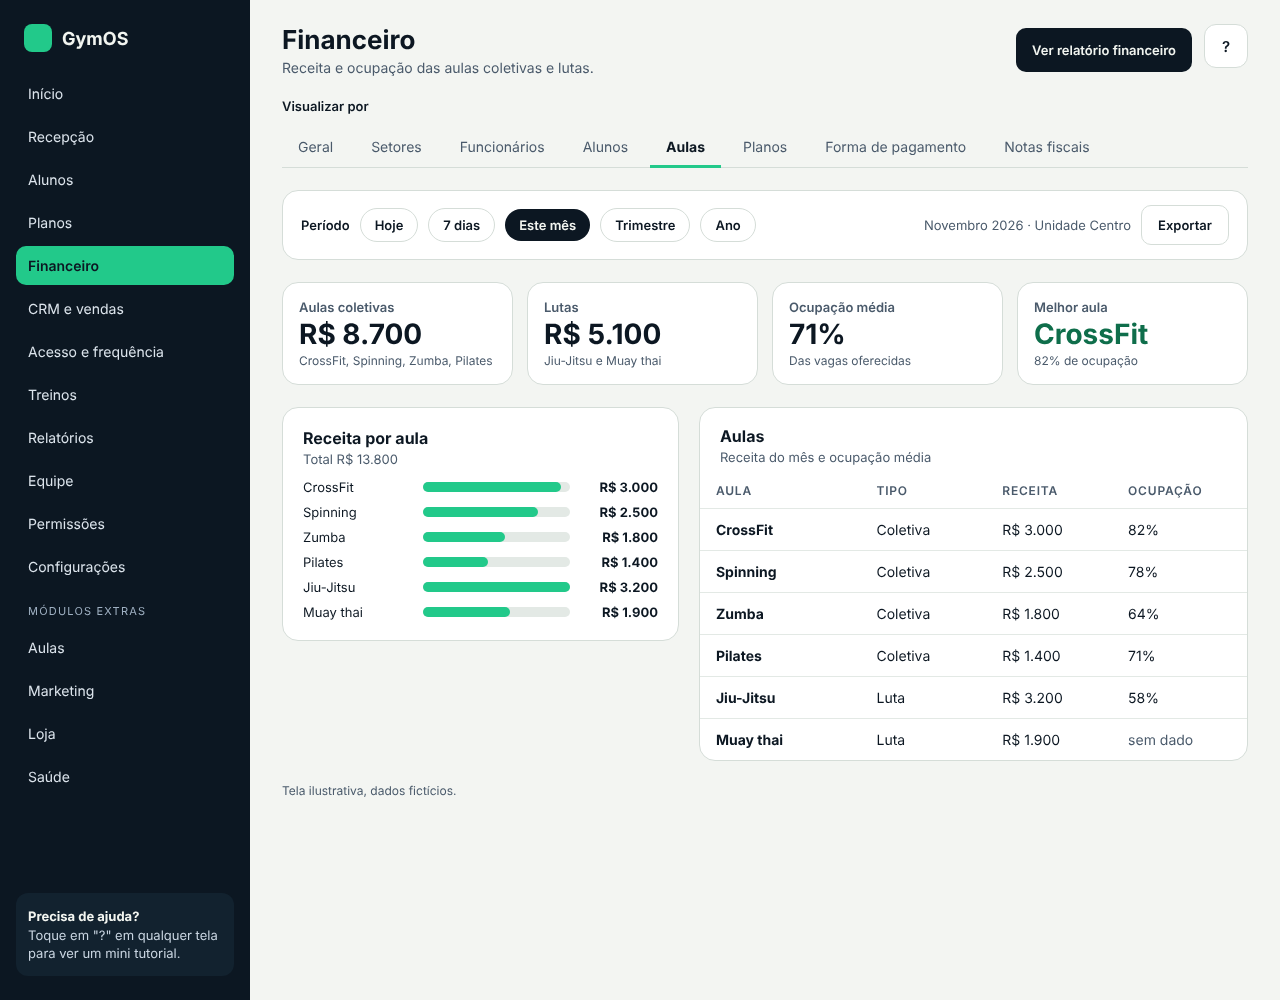 GymOS
Início
Recepção
Alunos
Planos
Financeiro
CRM e vendas
Acesso e frequência
Treinos
Relatórios
Equipe
Permissões
Configurações
MÓDULOS EXTRAS
Aulas
Marketing
Loja
Saúde
Precisa de ajuda?
Toque em "?" em qualquer tela
para ver um mini tutorial.
Financeiro
Receita e ocupação das aulas coletivas e lutas.
Ver relatório financeiro
?
Visualizar por
Geral Setores Funcionários Alunos Aulas Planos Forma de pagamento Notas fiscais
Período Hoje 7 dias Este mês Trimestre Ano Novembro 2026 · Unidade Centro Exportar
Aulas coletivas
R$ 8.700
CrossFit, Spinning, Zumba, Pilates
Lutas
R$ 5.100
Jiu-Jitsu e Muay thai
Ocupação média
71%
Das vagas oferecidas
Melhor aula
CrossFit
82% de ocupação
Receita por aula
Total R$ 13.800
CrossFit R$ 3.000
Spinning R$ 2.500
Zumba R$ 1.800
Pilates R$ 1.400
Jiu-Jitsu R$ 3.200
Muay thai R$ 1.900
Aulas
Receita do mês e ocupação média
AULA TIPO RECEITA OCUPAÇÃO
CrossFit Coletiva R$ 3.000 82%
Spinning Coletiva R$ 2.500 78%
Zumba Coletiva R$ 1.800 64%
Pilates Coletiva R$ 1.400 71%
Jiu-Jitsu Luta R$ 3.200 58%
Muay thai Luta R$ 1.900 sem dado
Tela ilustrativa, dados fictícios.